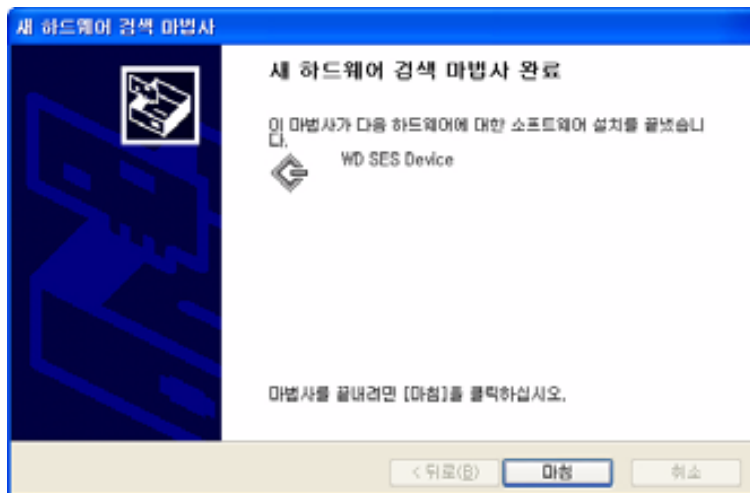 새 하드웨어 검색 마법사
새 하드웨어 검색 마법사 완료
이 마법사가 다음 하드웨어에 대한 소프트웨어 설치를 끝냈습니
다.
WD SES Device
마법사를 끝내려면 [마침]을 클릭하십시오.
< 뒤로(B)
마침
취소